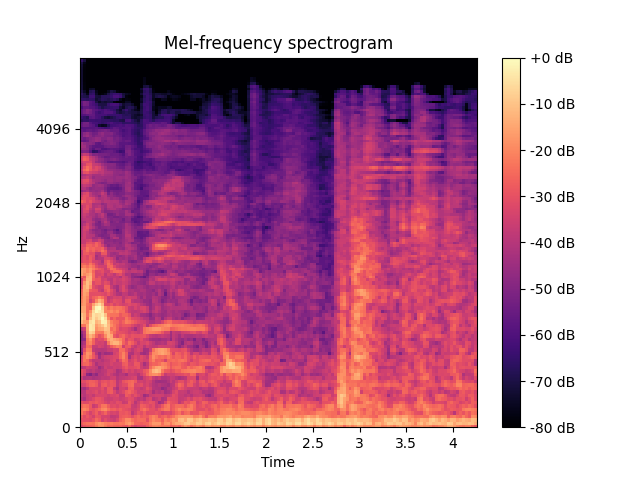 Mel-frequency spectrogram
+0 dB
-10 dB
-20 dB
-30 dB
-40 dB
-50 dB
-60 dB
-70 dB
-80 dB
4096
2048
1024
512
0
Hz
0 0.5 1 1.5 2 2.5 3 3.5 4
Time